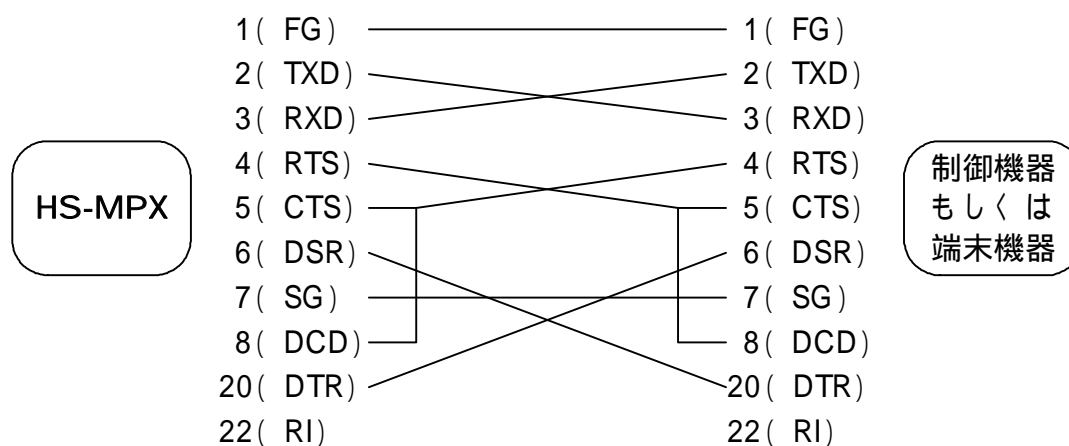 1( FG)
2( TXD)
3( RXD)
4( RTS)
5( CTS)
6( DSR)
7( SG)
8( DCD)
20( DTR)
22( RI)
HS-MPX
1( FG)
2( TXD)
3( RXD)
4( RTS)
5( CTS)
6( DSR)
7( SG)
8( DCD)
20( DTR)
22( RI)
制御機器
もしくは
端末機器